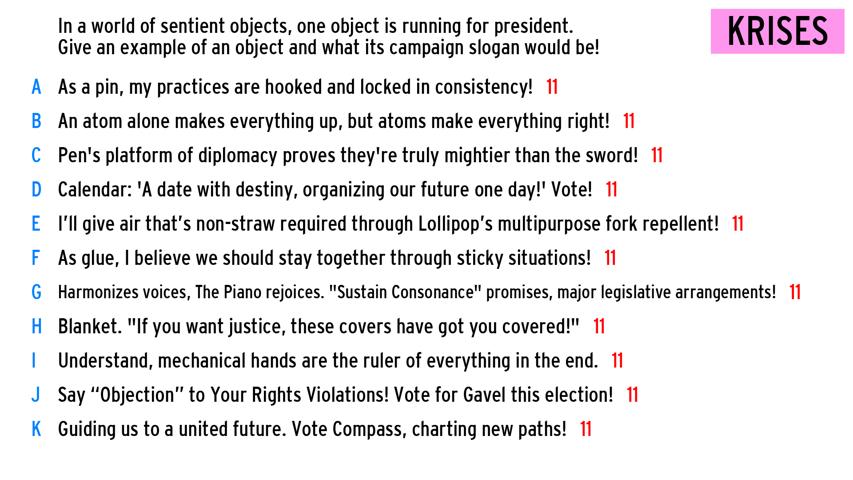 In a world of sentient objects, one object is running for president.
Give an example of an object and what its campaign slogan would be!
KRISES
A As a pin, my practices are hooked and locked in consistency! 11
B An atom alone makes everything up, but atoms make everything right! 11
C Pen's platform of diplomacy proves they're truly mightier than the sword! 11
D Calendar: 'A date with destiny, organizing our future one day!' Vote! 11
E I’ll give air that’s non-straw required through Lollipop’s multipurpose fork repellent! 11
F As glue, I believe we should stay together through sticky situations! 11
G Harmonizes voices, The Piano rejoices. "Sustain Consonance" promises, major legislative arrangements! 11
H Blanket. "If you want justice, these covers have got you covered!" 11
I Understand, mechanical hands are the ruler of everything in the end. 11
J Say “Objection” to Your Rights Violations! Vote for Gavel this election! 11
K Guiding us to a united future. Vote Compass, charting new paths! 11